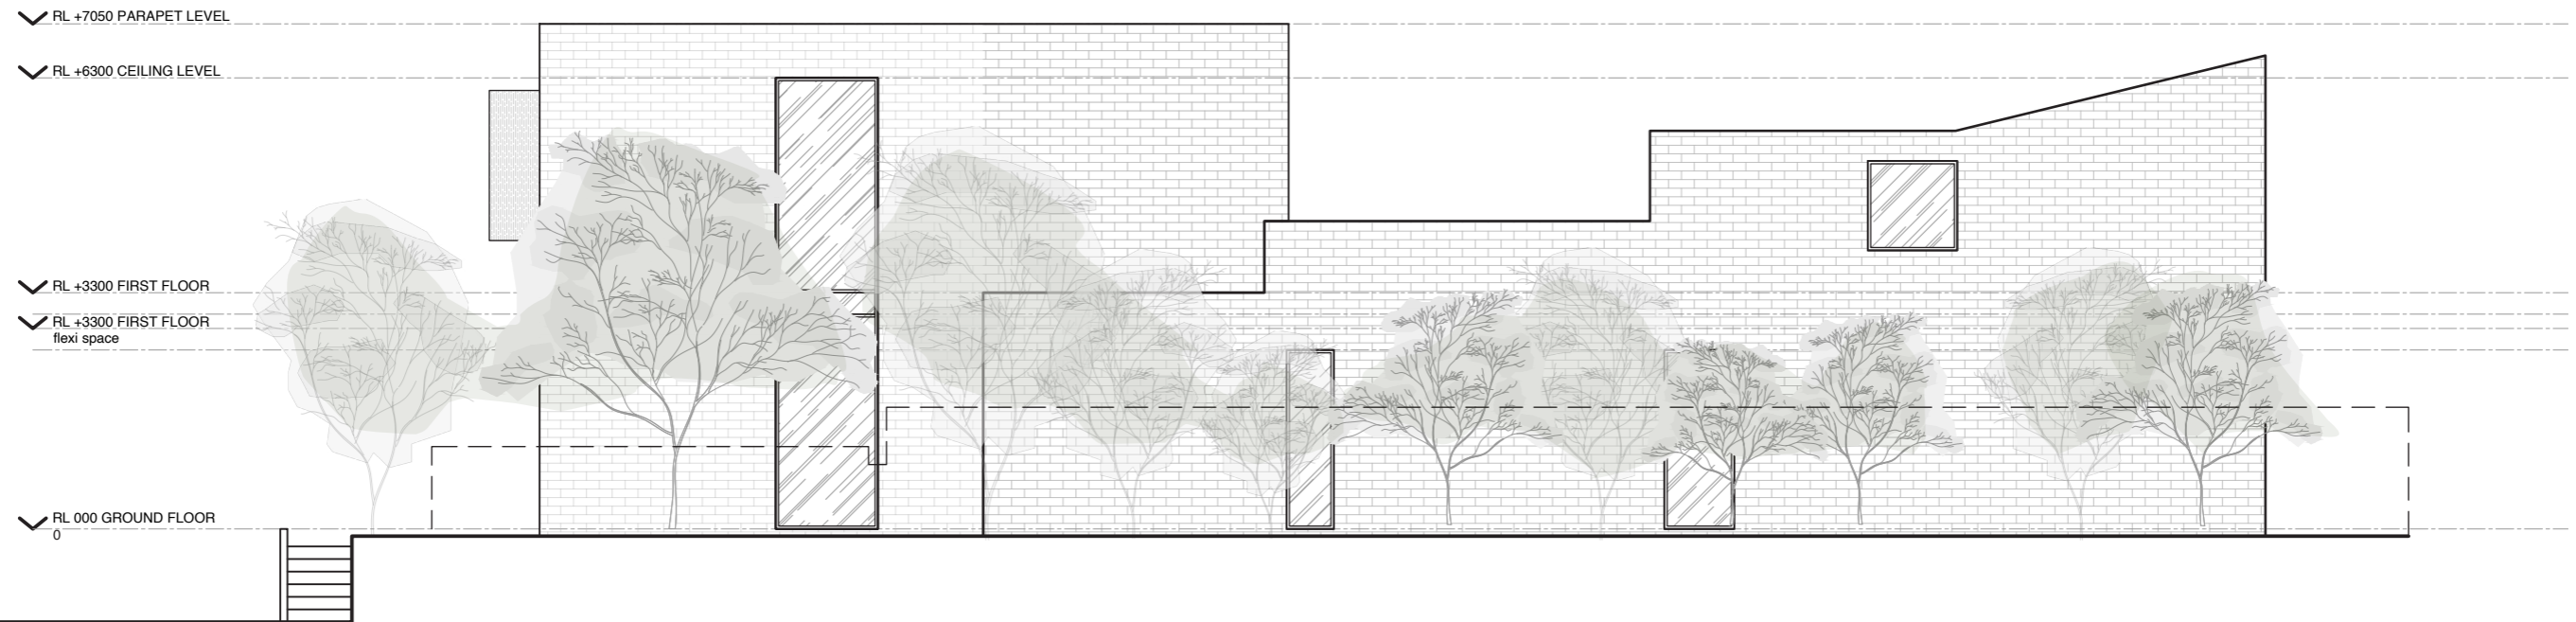 RL +7050 PARAPET LEVEL
RL +6300 CEILING LEVEL
RL +3300 FIRST FLOOR
RL +3300 FIRST FLOOR
flexi space
RL 000 GROUND FLOOR
0